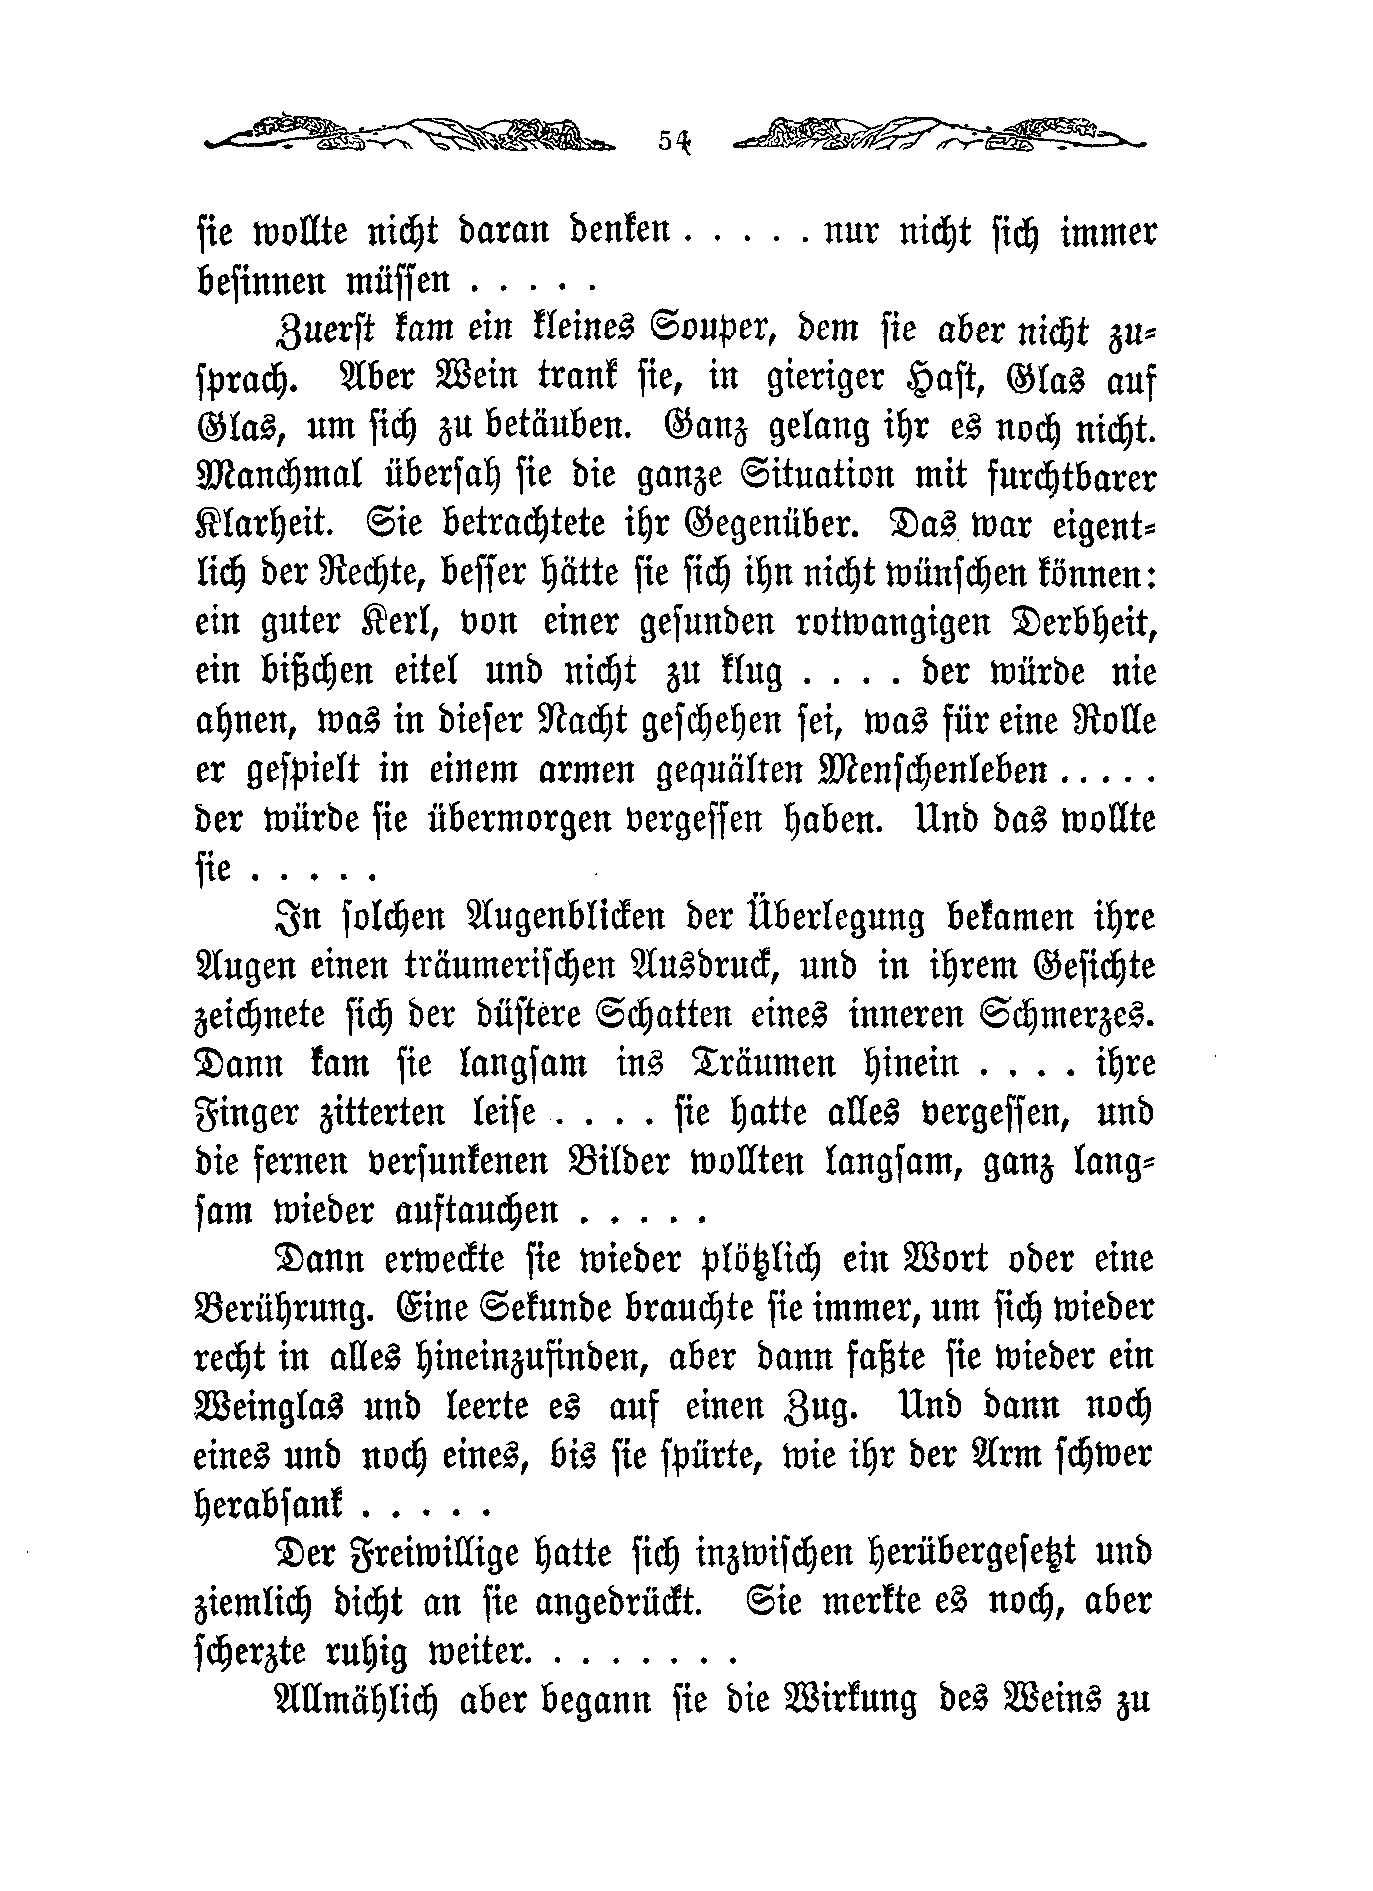 54
sie wollte nicht daran denken . . . . . nur nicht sich immer
besinnen müssen . . . . .
Zuerst kam ein kleines Souper, dem sie aber nicht zu-
sprach. Aber Wein trank sie, in gieriger Hast, Glas auf
Glas, um sich zu betäuben. Ganz gelang ihr es noch nicht.
Manchmal übersah sie die ganze Situation mit furchtbarer
Klarheit. Sie betrachtete ihr Gegenüber. Das war eigent-
lich der Rechte, besser hätte sie sich ihn nicht wünschen können:
ein guter Kerl, von einer gesunden rotwangigen Derbheit,
ein bißchen eitel und nicht zu klug . . . . der würde nie
ahnen, was in dieser Nacht geschehen sei, was für eine Rolle
er gespielt in einem armen gequälten Menschenleben . . . . .
der würde sie übermorgen vergessen haben. Und das wollte
sie . . . . .
In solchen Augenblicken der Überlegung bekamen ihre
Augen einen träumerischen Ausdruck, und in ihrem Gesichte
zeichnete sich der düstere Schatten eines inneren Schmerzes.
Dann kam sie langsam ins Träumen hinein . . . . ihre
Finger zitterten leise . . . . sie hatte alles vergessen, und
die fernen versunkenen Bilder wollten langsam, ganz lang-
sam wieder auftauchen . . . . .
Dann erweckte sie wieder plötzlich ein Wort oder eine
Berührung. Eine Sekunde brauchte sie immer, um sich wieder
recht in alles hineinzufinden, aber dann faßte sie wieder ein
Weinglas und leerte es auf einen Zug. Und dann noch
eines und noch eines, bis sie spürte, wie ihr der Arm schwer
herabsank . . . . .
Der Freiwillige hatte sich inzwischen herübergesetzt und
ziemlich dicht an sie angedrückt. Sie merkte es noch, aber
scherzte ruhig weiter. . . . . . . .
Allmählich aber begann sie die Wirkung des Weins zu